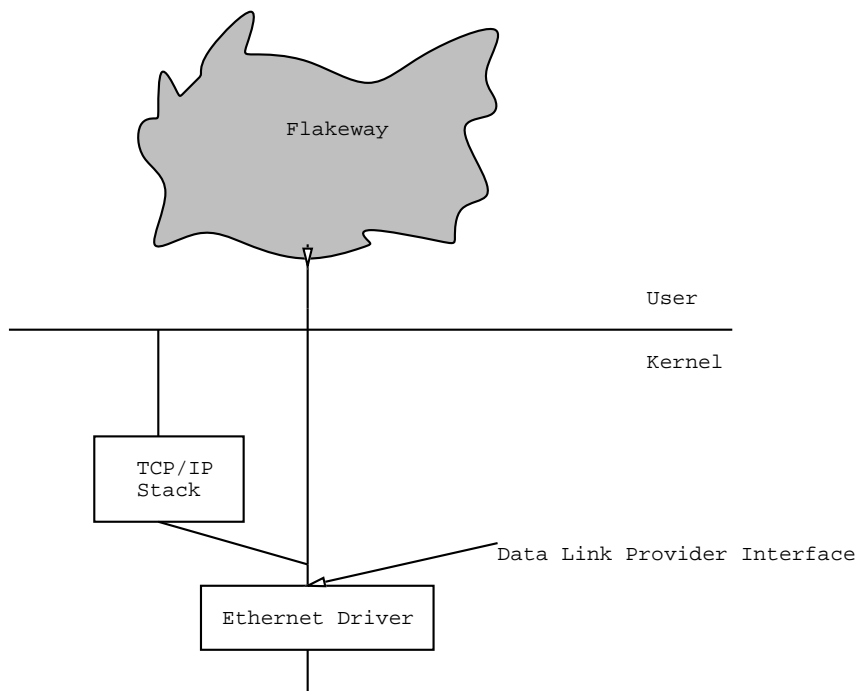 Flakeway
User
Kernel
TCP/IP
Stack
Data Link Provider Interface
Ethernet Driver